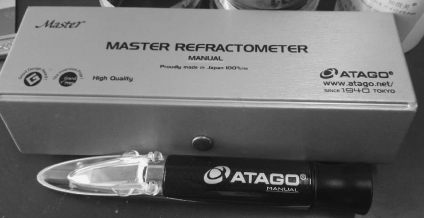 Master
MASTER REFRACTOMETER
MANUAL
Proudly made in Japan 100%
High Quality
ATAGO®
www.atago.net/
SINCE 1940 TOKYO
ATAGO®
MANUAL